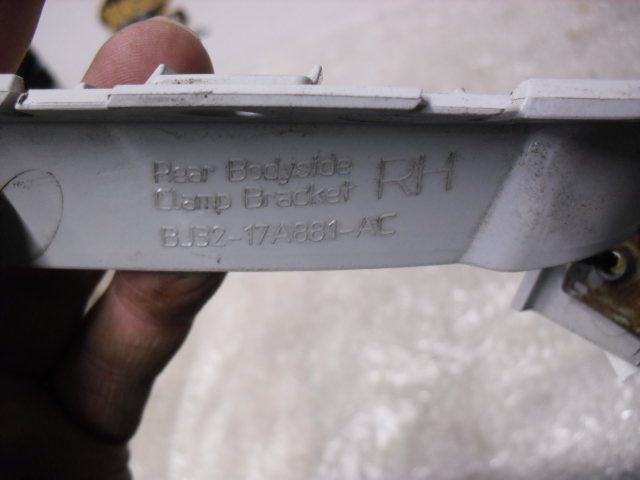 Rear Bodyside RH
Clamp Bracket
BJ32-17A881-AC